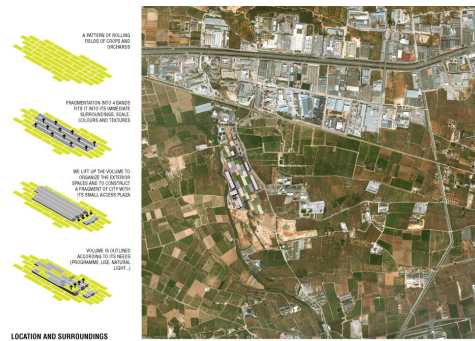 A PATTERN OF ROLLING
FIELDS OF CROPS AND
ORCHARDS
FRAGMENTATION INTO 4 BANDS
FITS IT INTO ITS IMMEDIATE
SURROUNDINGS, SCALE,
COLOURS AND TEXTURES
WE LIFT UP THE VOLUME TO
ORGANIZE THE EXTERIOR
SPACES AND TO CONSTRUCT
A FRAGMENT OF CITY WITH
ITS SMALL ACCESS PLAZA
VOLUME IS OUTLINED
ACCORDING TO ITS NEEDS
(PROGRAMME, USE, NATURAL
LIGHT...)
LOCATION AND SURROUNDINGS